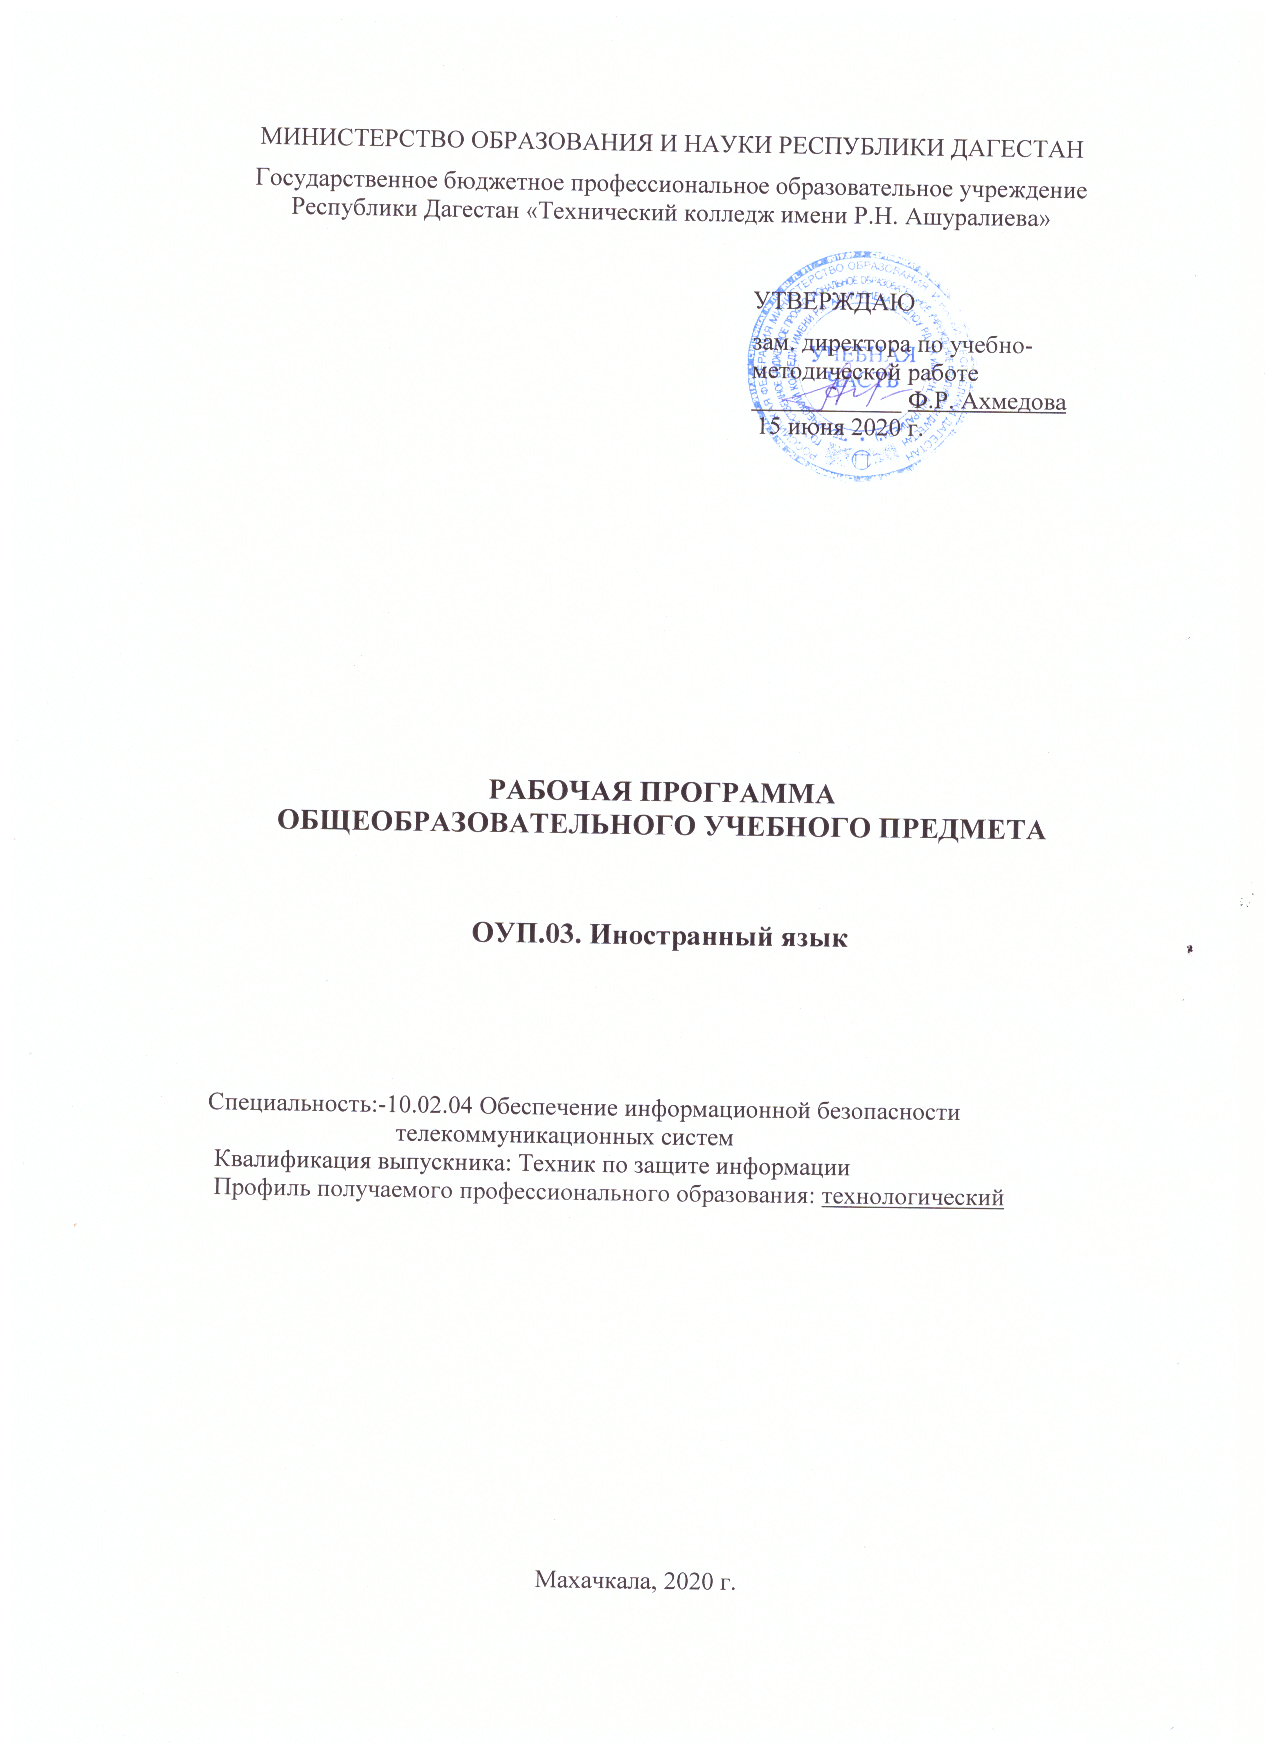 МИНИСТЕРСТВО ОБРАЗОВАНИЯ И НАУКИ РЕСПУБЛИКИ ДАГЕСТАН
Государственное бюджетное профессиональное образовательное учреждение
Республики Дагестан «Технический колледж имени Р.Н. Ашуралиева»
УТВЕРЖДАЮ
зам. директора по учебно-
методической работе
____________ Ф.Р. Ахмедова
15 июня 2020 г.
УЧЕБНАЯ
ЧАСТЬ
РАБОЧАЯ ПРОГРАММА
ОБЩЕОБРАЗОВАТЕЛЬНОГО УЧЕБНОГО ПРЕДМЕТА
ОУП.03. Иностранный язык
Специальность:-10.02.04 Обеспечение информационной безопасности
телекоммуникационных систем
Квалификация выпускника: Техник по защите информации
Профиль получаемого профессионального образования: технологический
Махачкала, 2020 г.